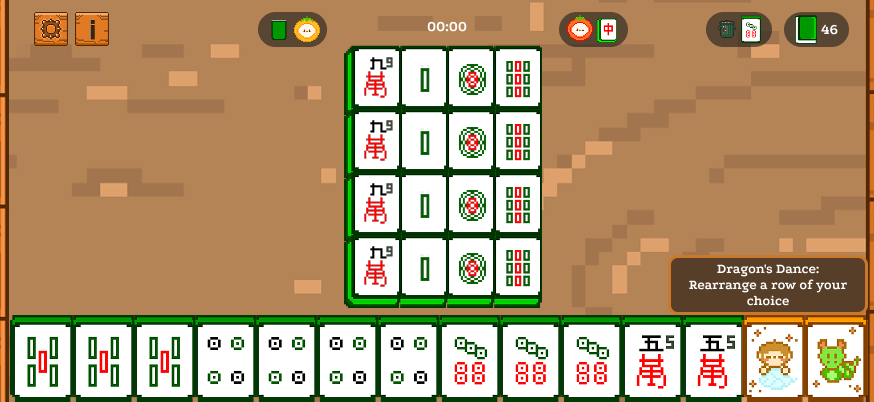 00:00
中
46
九9 萬
九9 萬
九9 萬
九9 萬
Dragon's Dance:
Rearrange a row of your
choice
五5 五5
萬 萬